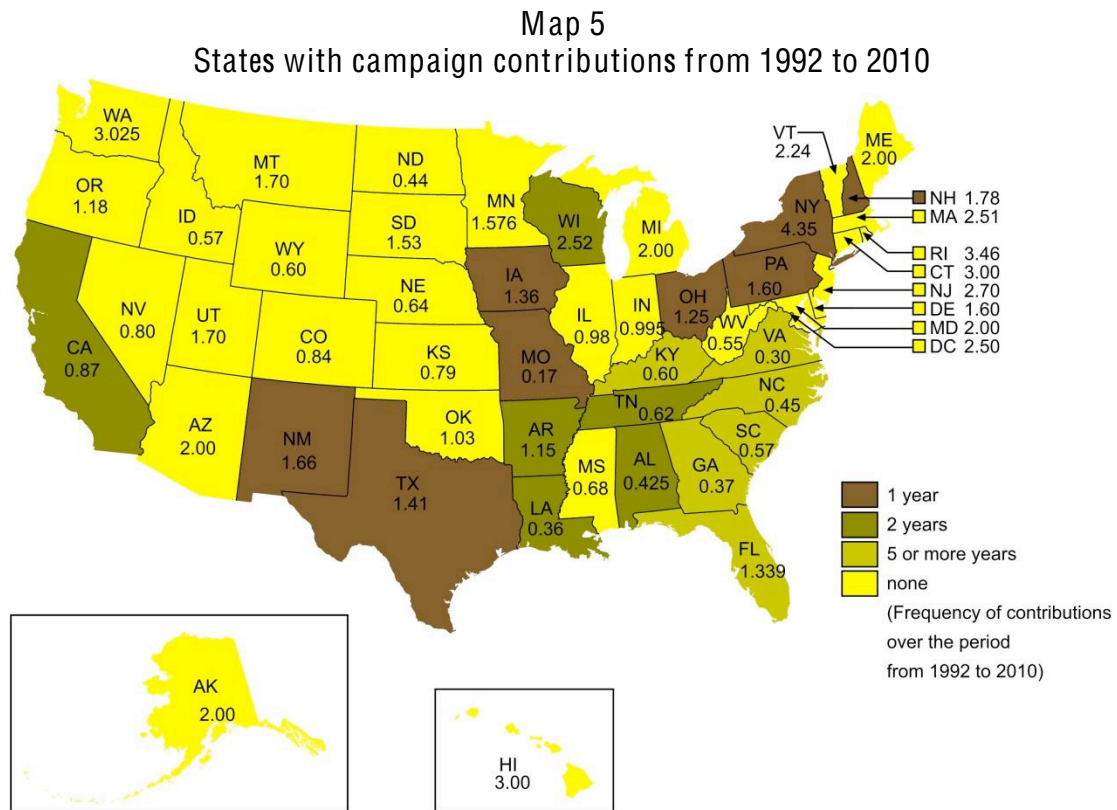 Map 5
States with campaign contributions from 1992 to 2010
WA
3.025
OR
1.18
CA
0.87
ID
0.57
NV
0.80
MT
1.70
WY
0.60
UT
1.70
AZ
2.00
CO
0.84
NM
1.66
ND
0.44
SD
1.53
NE
0.64
KS
0.79
OK
1.03
TX
1.41
MN
1.576
IA
1.36
MO
0.17
AR
1.15
LA
0.36
WI
2.52
IL
0.98
MI
2.00
IN
0.995
OH
1.25
KY
0.60
TN
0.62
MS
0.68
AL
0.425
GA
0.37
FL
1.339
SC
0.57
NC
0.45
VA
0.30
WV
0.55
PA
1.60
NY
4.35
VT
2.24
ME
2.00
NH 1.78
MA 2.51
RI 3.46
CT 3.00
NJ 2.70
DE 1.60
MD 2.00
DC 2.50
1 year
2 years
5 or more years
none
(Frequency of contributions
over the period
from 1992 to 2010)
AK
2.00
HI
3.00